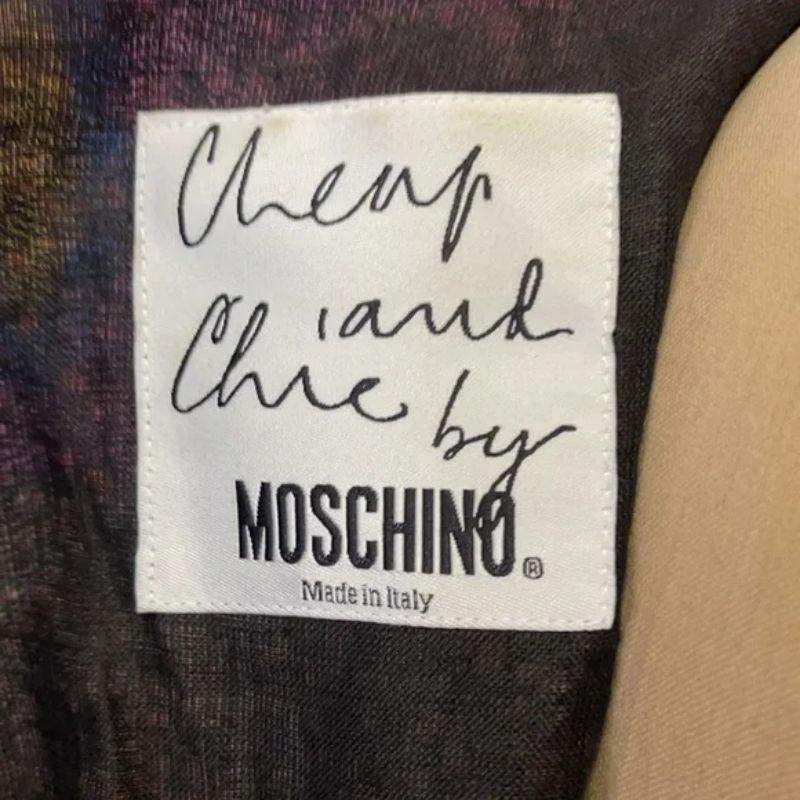 Cheap
and
Chic by
MOSCHINO®
Made in Italy